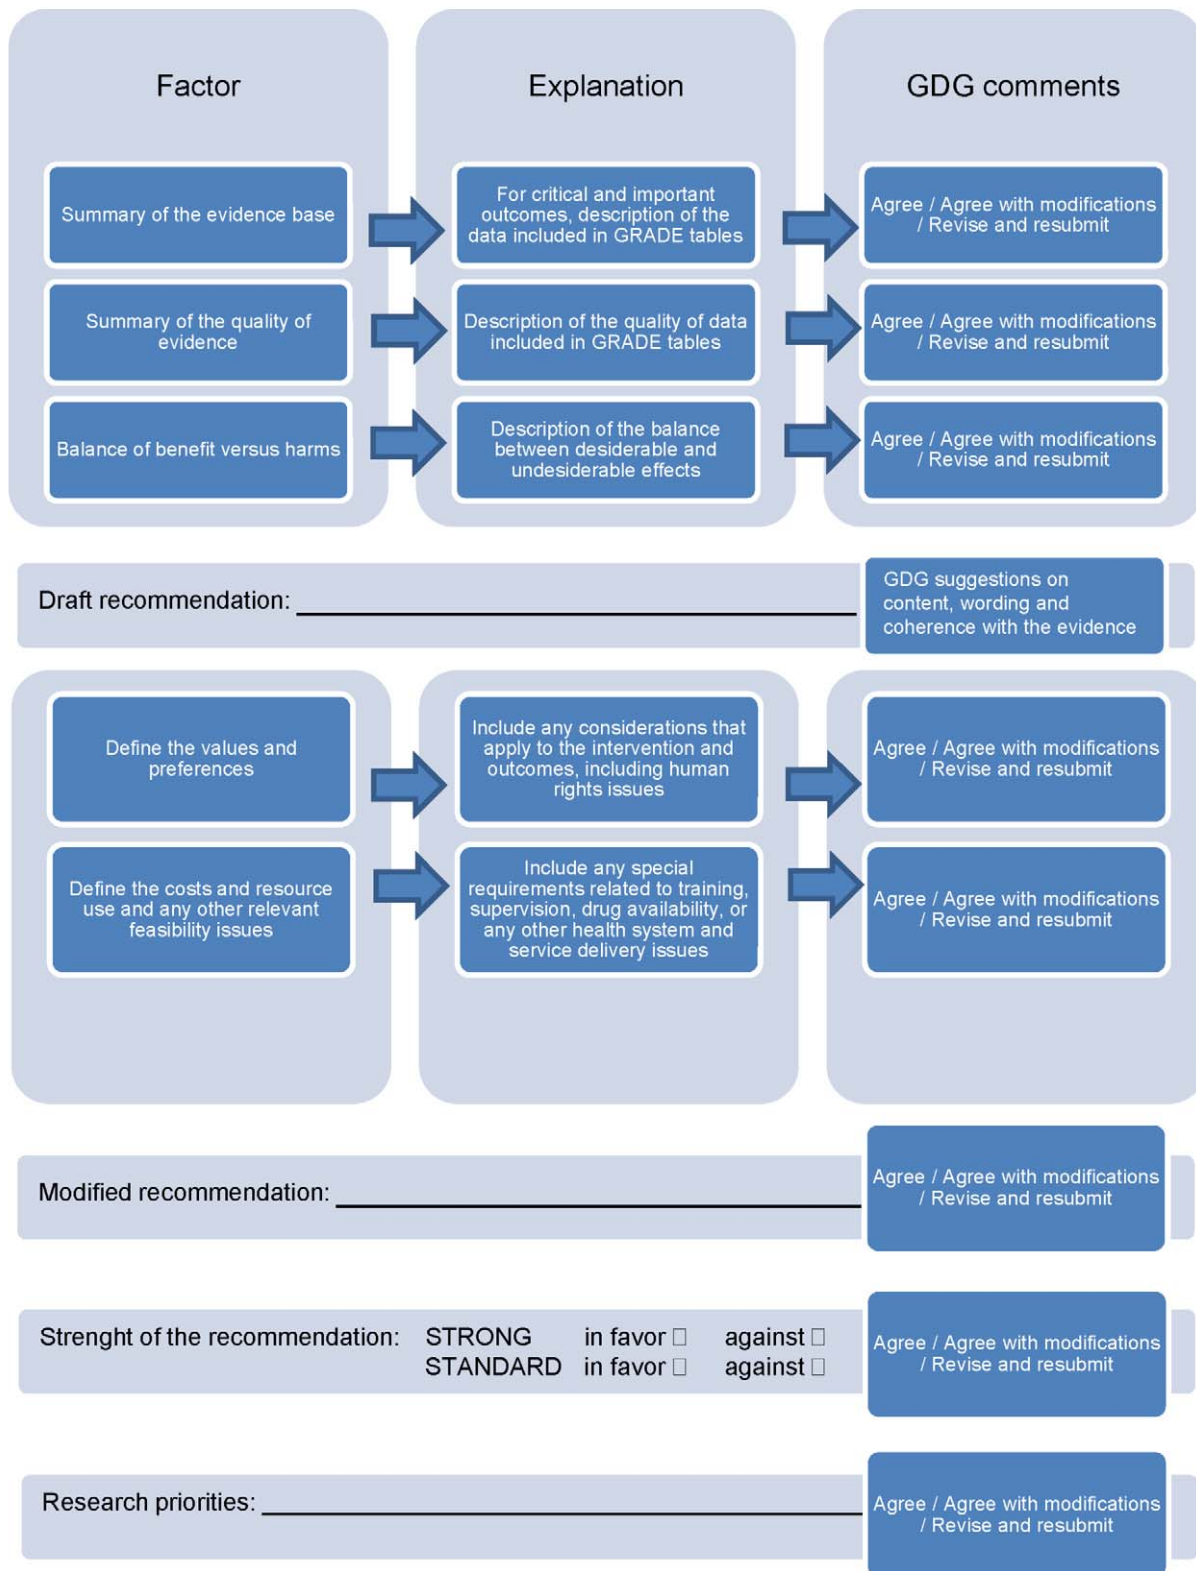 Factor
Explanation
GDG comments
Summary of the evidence base
For critical and important
outcomes, description of the
data included in GRADE tables
Agree / Agree with modifications
/ Revise and resubmit
Summary of the quality of
evidence
Description of the quality of data
included in GRADE tables
Agree / Agree with modifications
/ Revise and resubmit
Balance of benefit versus harms
Description of the balance
between desiderable and
undesiderable effects
Agree / Agree with modifications
/ Revise and resubmit
Draft recommendation:
GDG suggestions on
content, wording and
coherence with the evidence
Define the values and
preferences
Include any considerations that
apply to the intervention and
outcomes, including human
rights issues
Agree / Agree with modifications
/ Revise and resubmit
Define the costs and resource
use and any other relevant
feasibility issues
Include any special
requirements related to training,
supervision, drug availability, or
any other health system and
service delivery issues
Agree / Agree with modifications
/ Revise and resubmit
Modified recommendation:
Agree / Agree with modifications
/ Revise and resubmit
Strenght of the recommendation: STRONG in favor □ against □
STANDARD in favor □ against □
Agree / Agree with modifications
/ Revise and resubmit
Research priorities:
Agree / Agree with modifications
/ Revise and resubmit